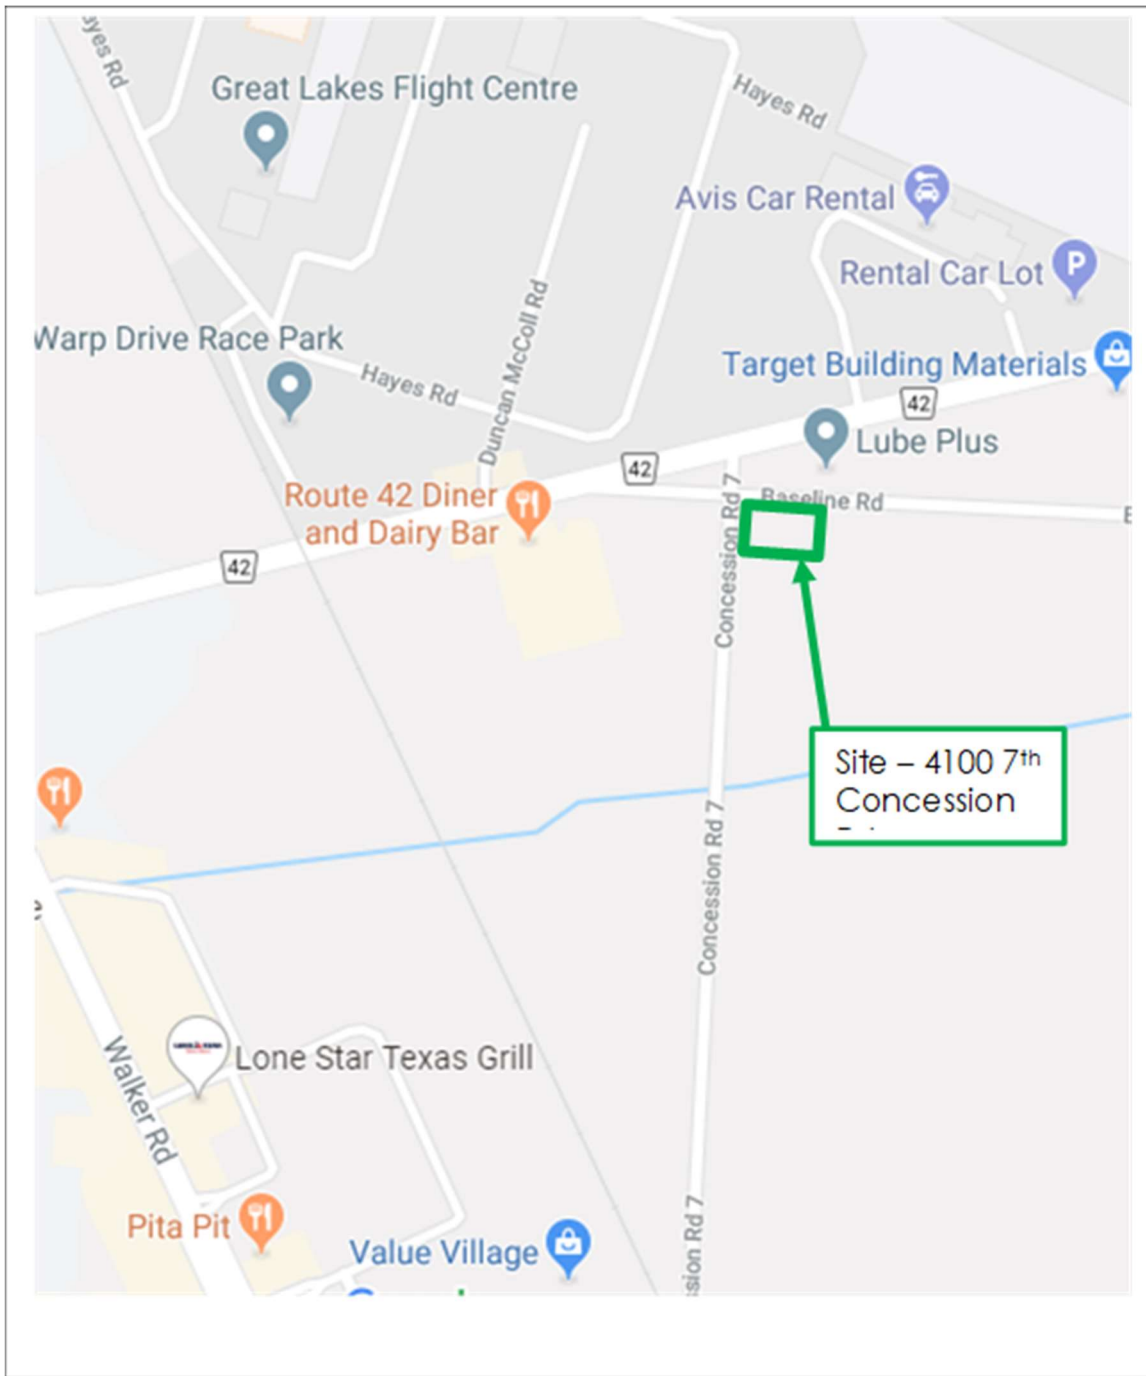 ayes Rd
Great Lakes Flight Centre
Hayes Rd
Avis Car Rental
Rental Car Lot
P
Duncan McColl Rd
Warp Drive Race Park
Hayes Rd
Target Building Materials
42
Lube Plus
42
Route 42 Diner
and Dairy Bar
Baseline Rd
Concession Rd 7
42
Site – 4100 7th
Concession
Concession Rd 7
Walker Rd
Lone Star Texas Grill
Pita Pit
Value Village
ssion Rd 7